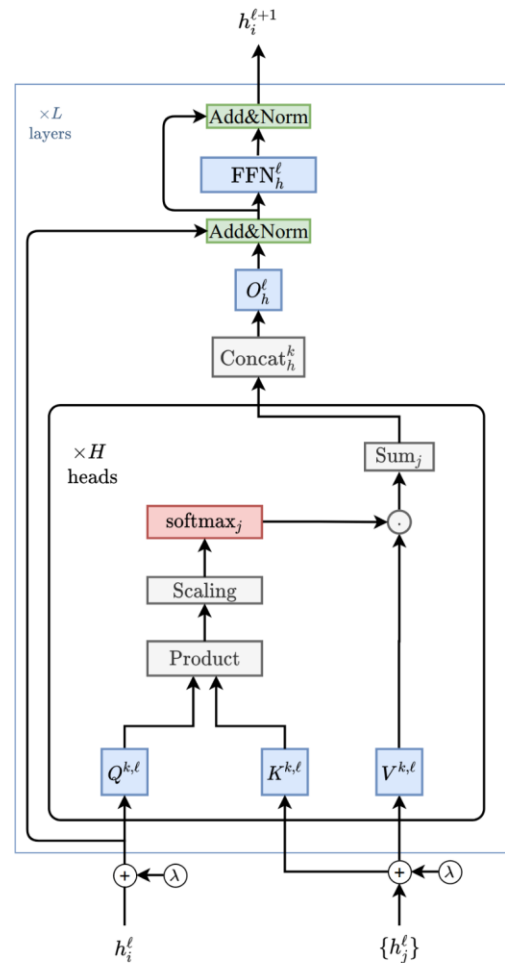 h_i^{ℓ+1}
×L
layers
Add&Norm
FFN_h^ℓ
Add&Norm
O_h^ℓ
Concat_h^k
×H
heads
Sum_j
softmax_j
·
Scaling
Product
Q^{k,ℓ} K^{k,ℓ} V^{k,ℓ}
+ λ + λ
h_i^ℓ {h_j^ℓ}